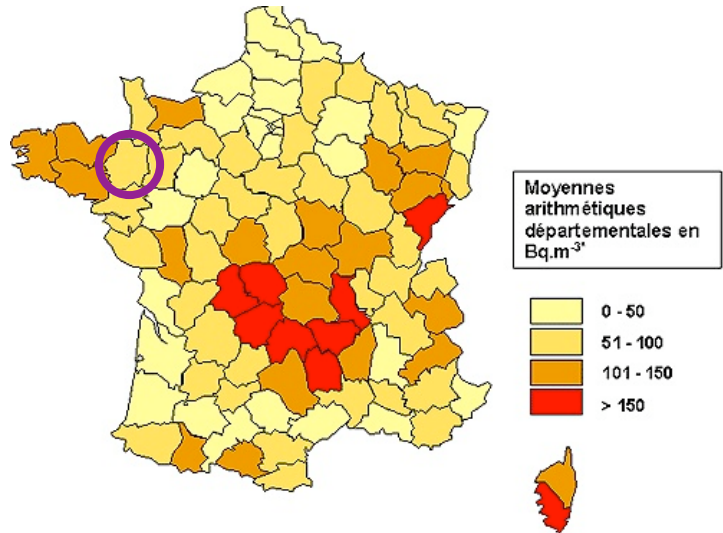 Moyennes
arithmétiques
départementales en
Bq.m⁻³*
0 - 50
51 - 100
101 - 150
> 150